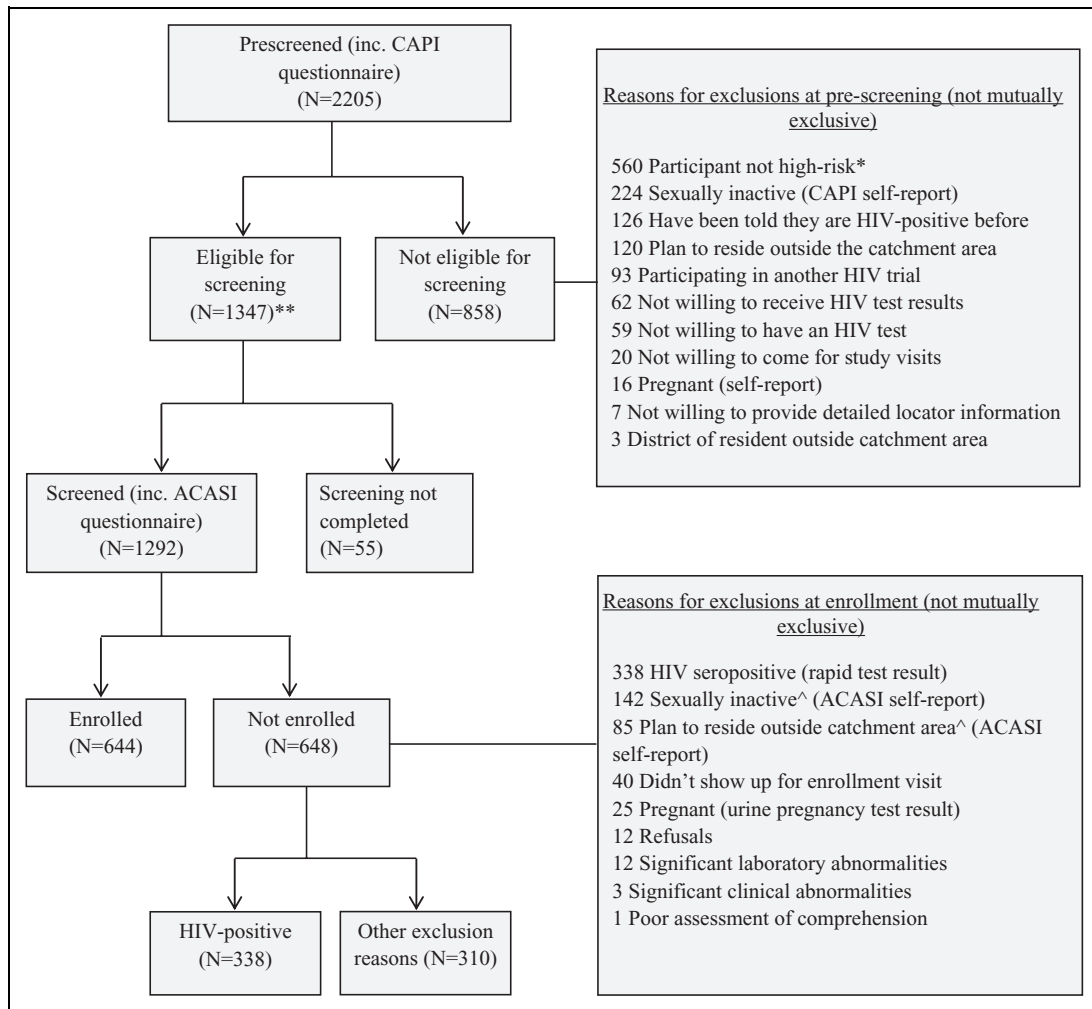 Prescreened (inc. CAPI
questionnaire)
(N=2205)
Reasons for exclusions at pre-screening (not mutually
exclusive)
560 Participant not high-risk*
224 Sexually inactive (CAPI self-report)
126 Have been told they are HIV-positive before
120 Plan to reside outside the catchment area
93 Participating in another HIV trial
62 Not willing to receive HIV test results
59 Not willing to have an HIV test
20 Not willing to come for study visits
16 Pregnant (self-report)
7 Not willing to provide detailed locator information
3 District of resident outside catchment area
Eligible for
screening
(N=1347)**
Not eligible for
screening
(N=858)
Screened (inc. ACASI
questionnaire)
(N=1292)
Screening not
completed
(N=55)
Reasons for exclusions at enrollment (not mutually
exclusive)
338 HIV seropositive (rapid test result)
142 Sexually inactive^ (ACASI self-report)
85 Plan to reside outside catchment area^ (ACASI
self-report)
40 Didn't show up for enrollment visit
25 Pregnant (urine pregnancy test result)
12 Refusals
12 Significant laboratory abnormalities
3 Significant clinical abnormalities
1 Poor assessment of comprehension
Enrolled
(N=644)
Not enrolled
(N=648)
HIV-positive
(N=338)
Other exclusion
reasons (N=310)